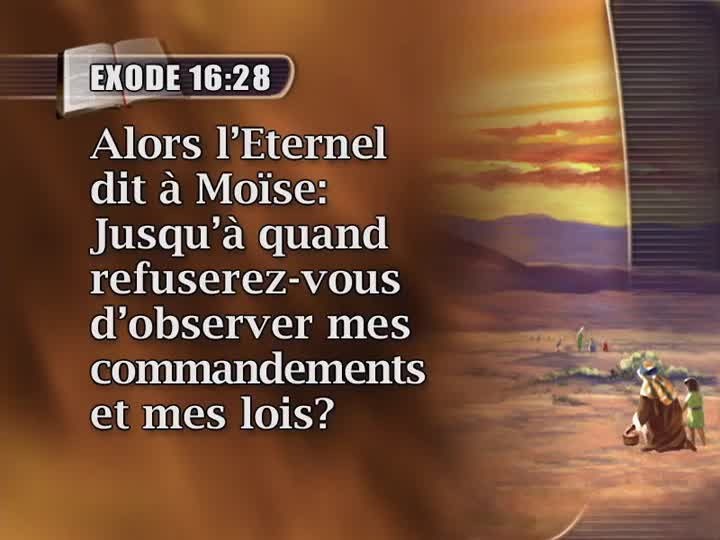 EXODE 16:28
Alors l’Eternel
dit à Moïse:
Jusqu’à quand
refuserez-vous
d’observer mes
commandements
et mes lois?